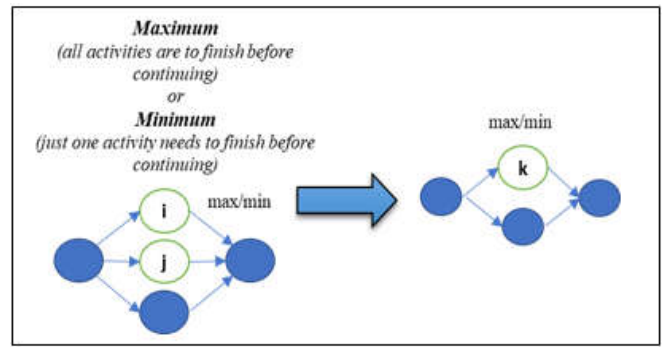 Maximum
(all activities are to finish before
continuing)
or
Minimum
(just one activity needs to finish before
continuing)
max/min
i
j
max/min
k